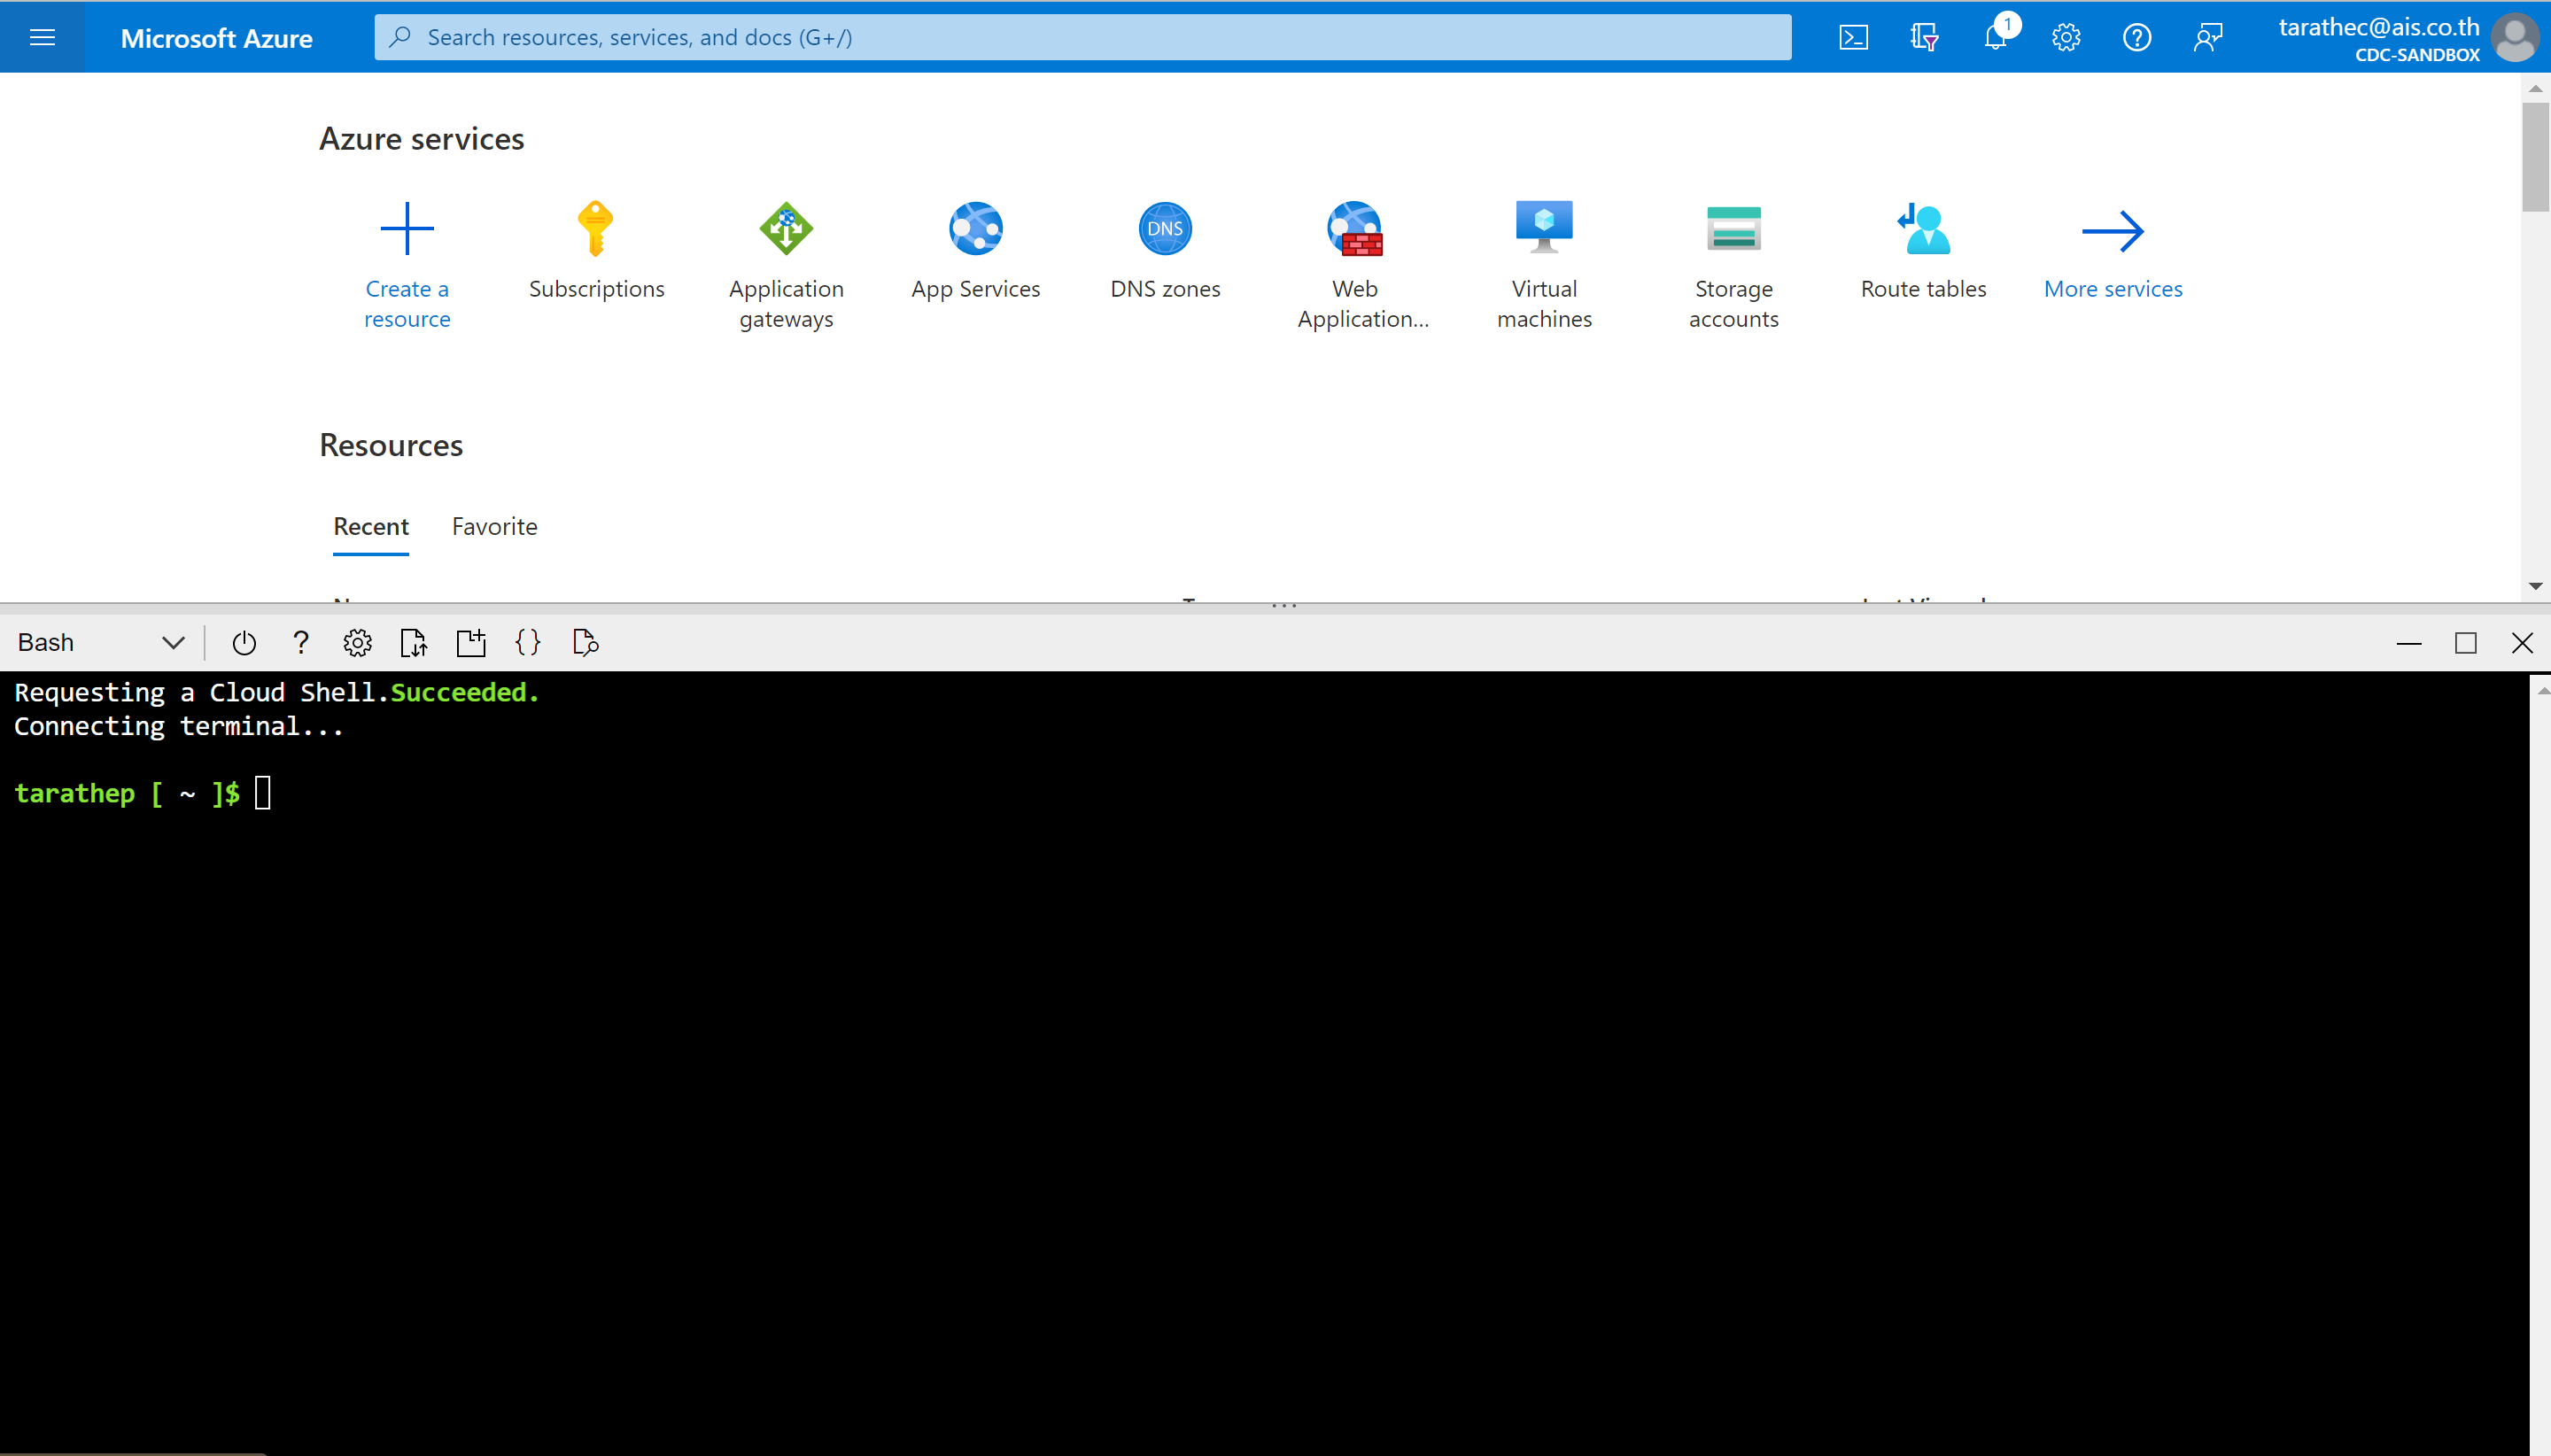 Microsoft Azure
Search resources, services, and docs (G+/)
1
tarathec@ais.co.th
CDC-SANDBOX
Azure services
Create a
resource
Subscriptions
Application
gateways
App Services
DNS
DNS zones
Web
Application...
Virtual
machines
Storage
accounts
Route tables
More services
Resources
Recent
Favorite
Bash
Requesting a Cloud Shell.Succeeded.
Connecting terminal...
tarathep [ ~ ]$